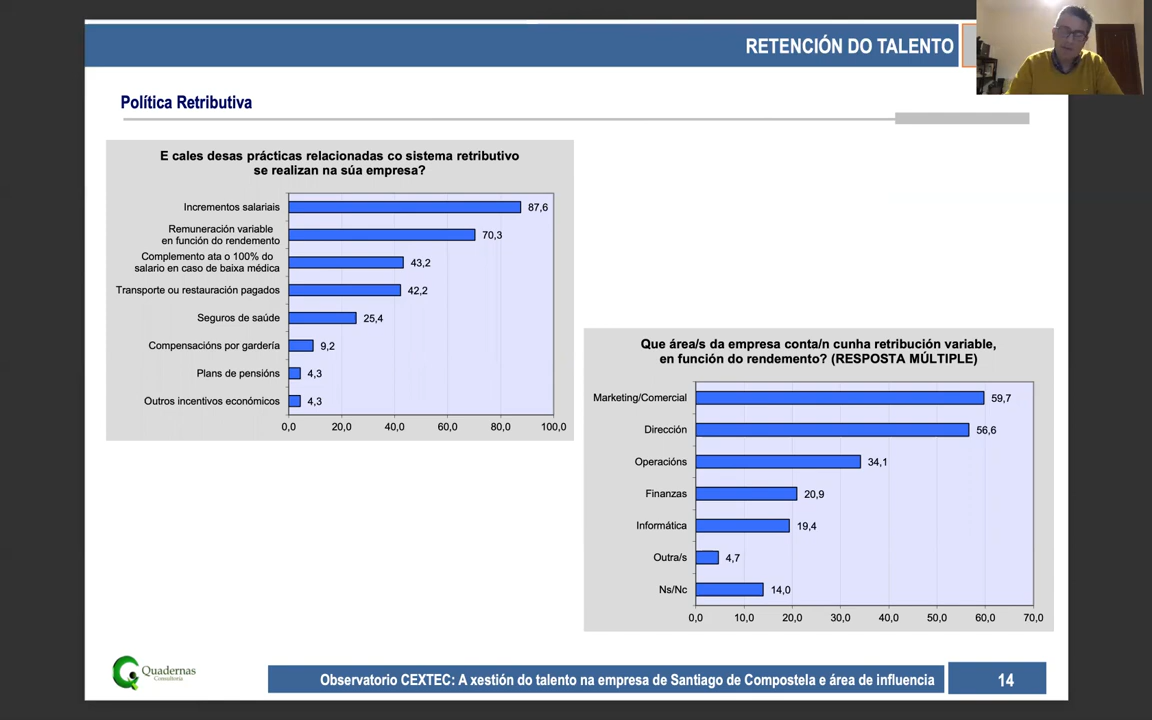 RETENCIÓN DO TALENTO
Política Retributiva
E cales desas prácticas relacionadas co sistema retributivo
se realizan na súa empresa?
Incrementos salariais
87,6
Remuneración variable
en función do rendemento
70,3
Complemento ata o 100% do
salario en caso de baixa médica
43,2
Transporte ou restauración pagados
42,2
Seguros de saúde
25,4
Compensacións por gardería
9,2
Plans de pensións
4,3
Outros incentivos económicos
4,3
0,0 20,0 40,0 60,0 80,0 100,0
Que área/s da empresa conta/n cunha retribución variable,
en función do rendemento? (RESPOSTA MÚLTIPLE)
Marketing/Comercial
59,7
Dirección
56,6
Operacións
34,1
Finanzas
20,9
Informática
19,4
Outra/s
4,7
Ns/Nc
14,0
0,0 10,0 20,0 30,0 40,0 50,0 60,0 70,0
Quadernas
Consultoría
Observatorio CEXTEC: A xestión do talento na empresa de Santiago de Compostela e área de influencia
14